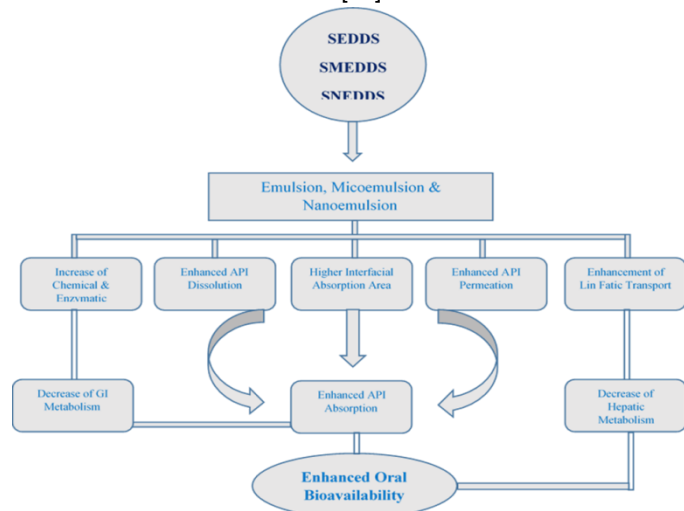 SEDDS
SMEDDS
SNEDDS
Emulsion, Micoemulsion &
Nanoemulsion
Increase of
Chemical &
Enzymatic
Enhanced API
Dissolution
Higher Interfacial
Absorption Area
Enhanced API
Permeation
Enhancement of
Lin Fatic Transport
Decrease of GI
Metabolism
Enhanced API
Absorption
Decrease of
Hepatic
Metabolism
Enhanced Oral
Bioavailability